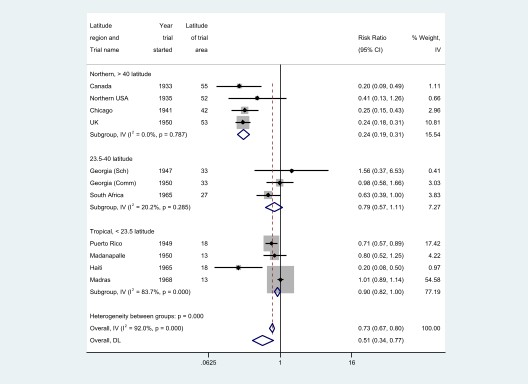 Latitude Year Latitude
region and trial of trial Risk Ratio % Weight,
Trial name started area (95% CI) IV
Northern, > 40 latitude
Canada 1933 55 0.20 (0.09, 0.49) 1.11
Northern USA 1935 52 0.41 (0.13, 1.26) 0.66
Chicago 1941 42 0.25 (0.15, 0.43) 2.96
UK 1950 53 0.24 (0.18, 0.31) 10.81
Subgroup, IV (I² = 0.0%, p = 0.787) 0.24 (0.19, 0.31) 15.54
23.5-40 latitude
Georgia (Sch) 1947 33 1.56 (0.37, 6.53) 0.41
Georgia (Comm) 1950 33 0.98 (0.58, 1.66) 3.03
South Africa 1965 27 0.63 (0.39, 1.00) 3.83
Subgroup, IV (I² = 20.2%, p = 0.285) 0.79 (0.57, 1.11) 7.27
Tropical, < 23.5 latitude
Puerto Rico 1949 18 0.71 (0.57, 0.89) 17.42
Madanapalle 1950 13 0.80 (0.52, 1.25) 4.22
Haiti 1965 18 0.20 (0.08, 0.50) 0.97
Madras 1968 13 1.01 (0.89, 1.14) 54.58
Subgroup, IV (I² = 83.7%, p = 0.000) 0.90 (0.82, 1.00) 77.19
Heterogeneity between groups: p = 0.000
Overall, IV (I² = 92.0%, p = 0.000) 0.73 (0.67, 0.80) 100.00
Overall, DL 0.51 (0.34, 0.77)
.0625 1 16